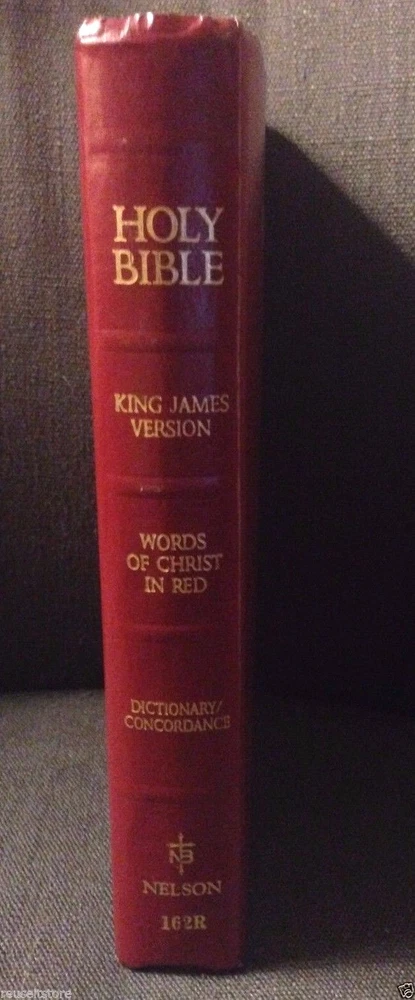 HOLY
BIBLE
KING JAMES
VERSION
WORDS
OF CHRIST
IN RED
DICTIONARY/
CONCORDANCE
NB
NELSON
162R
reuseitstore